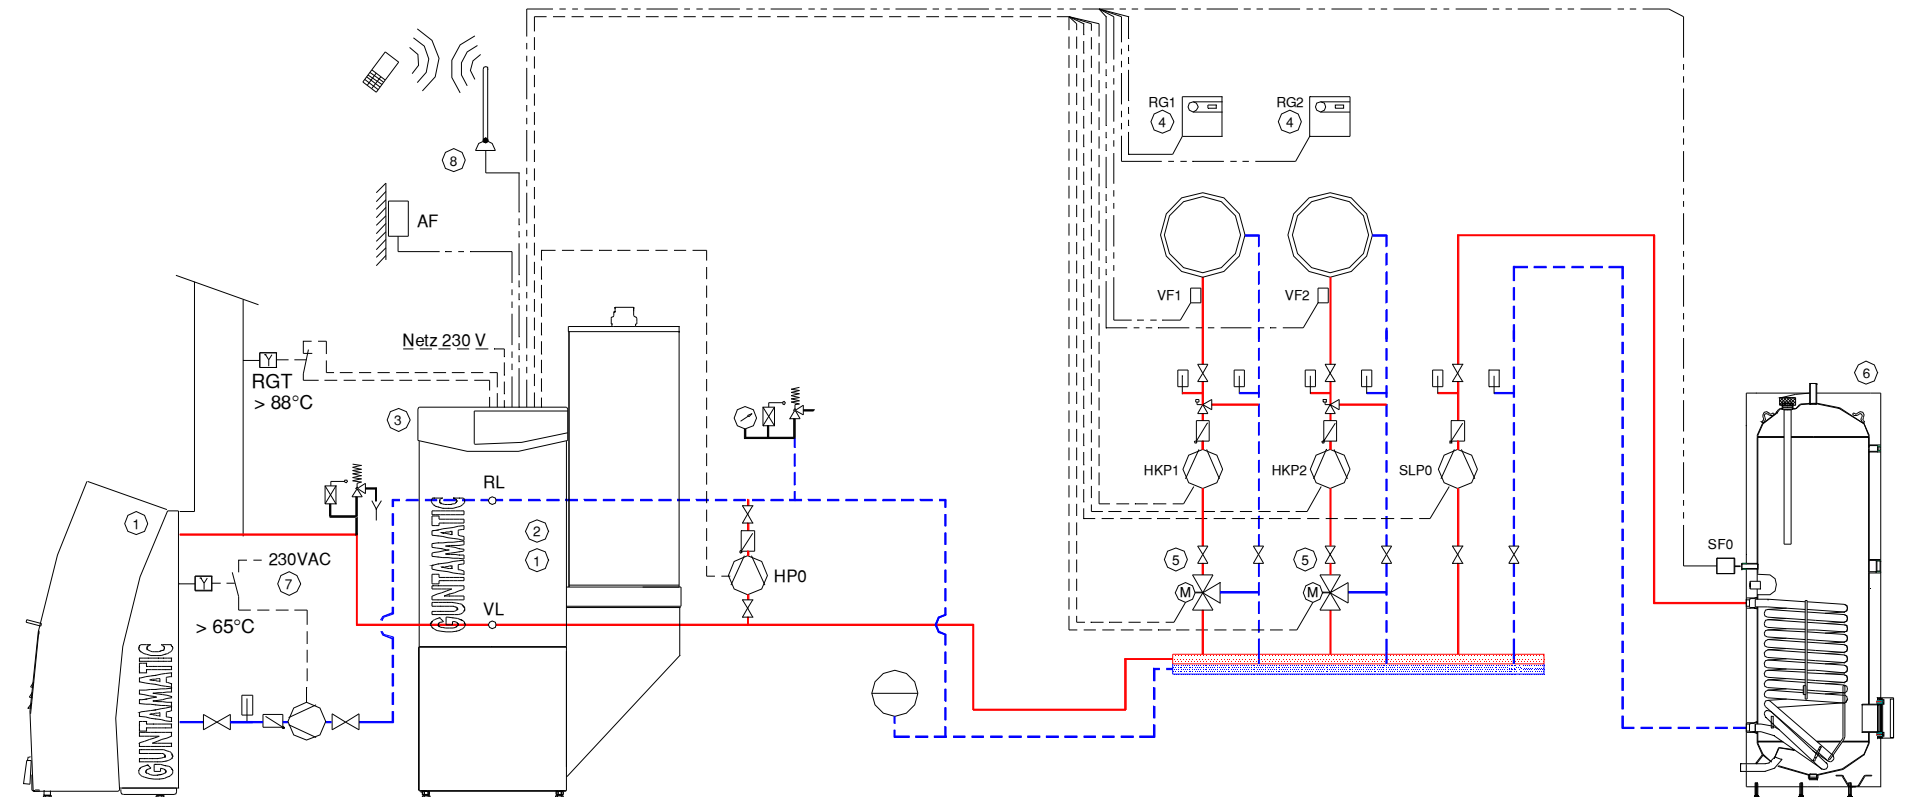 RG1
4
RG2
4
8
AF
VF1
VF2
Netz 230 V
RGT
> 88°C
3
6
HKP1
HKP2
SLP0
RL
1
2
1
GUNTAMATIC
230VAC
7
> 65°C
HP0
5
5
SF0
M
M
VL
GUNTAMATIC
Y
Y